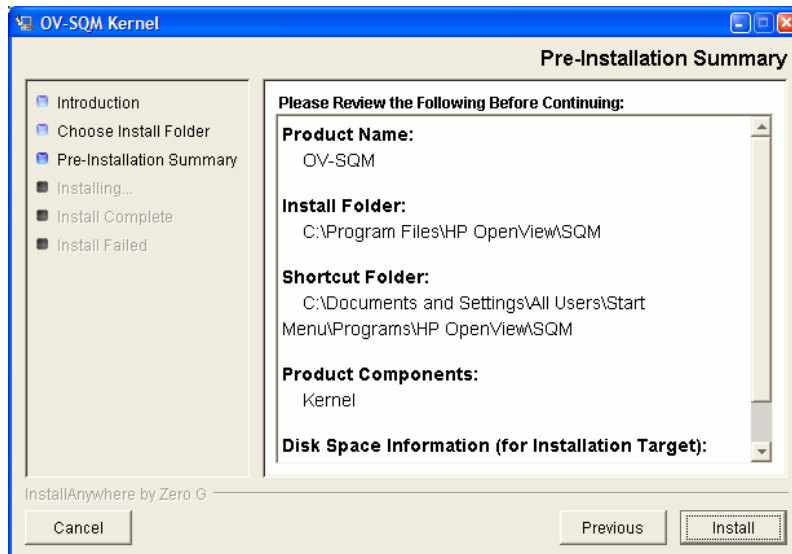 OV-SQM Kernel
Pre-Installation Summary
Introduction
Choose Install Folder
Pre-Installation Summary
Installing...
Install Complete
Install Failed
Please Review the Following Before Continuing:
Product Name:
OV-SQM
Install Folder:
C:\Program Files\HP OpenView\SQM
Shortcut Folder:
C:\Documents and Settings\All Users\Start
Menu\Programs\HP OpenView\SQM
Product Components:
Kernel
Disk Space Information (for Installation Target):
InstallAnywhere by Zero G
Cancel
Previous
Install